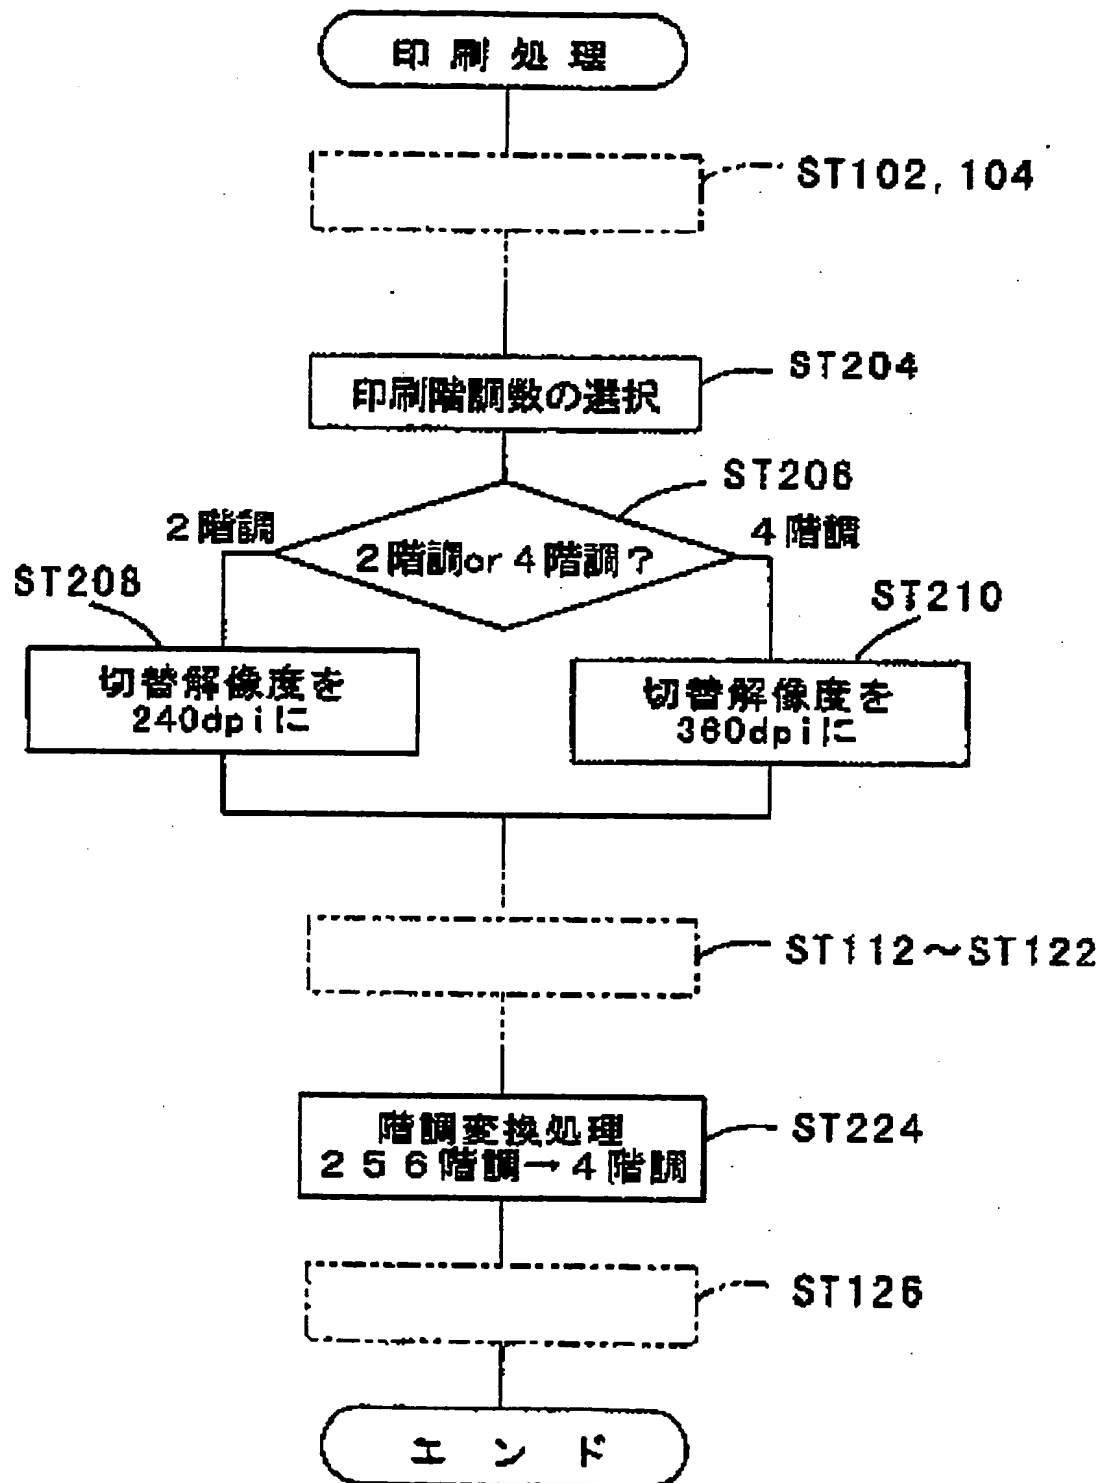 印刷処理
ST102, 104
印刷階調数の選択
ST204
ST206
2階調
2階調or4階調?
4階調
ST208
切替解像度を
240dpiに
ST210
切替解像度を
360dpiに
ST112~ST122
階調変換処理
256階調→4階調
ST224
ST126
エンド